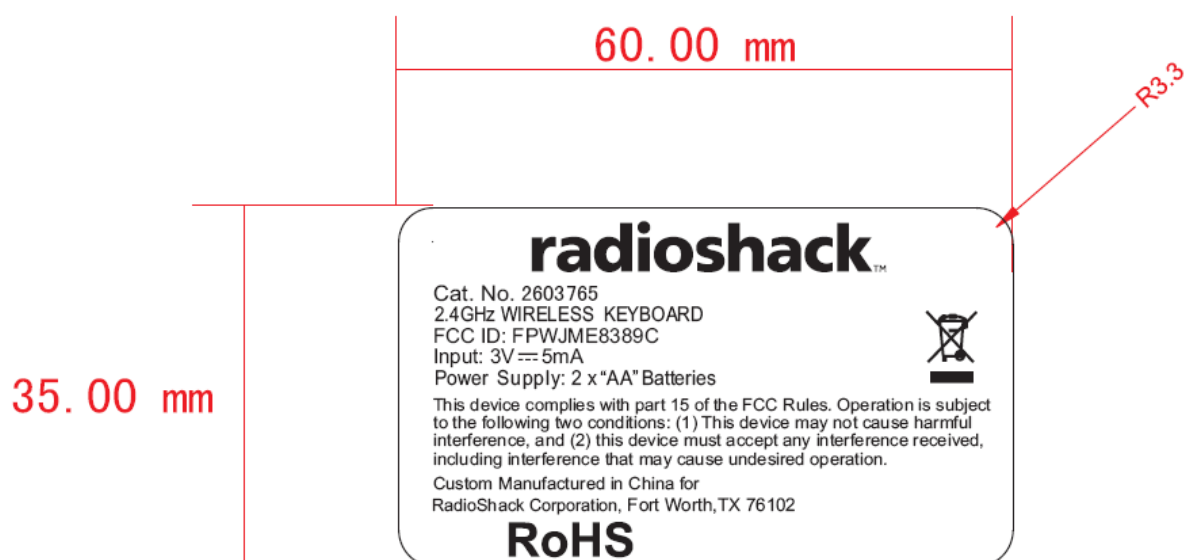 60.00 mm
R3.3
35.00 mm
radioshack™
Cat. No. 2603765
2.4GHz WIRELESS KEYBOARD
FCC ID: FPWJME8389C
Input: 3V⎓5mA
Power Supply: 2 x “AA” Batteries
This device complies with part 15 of the FCC Rules. Operation is subject
to the following two conditions: (1) This device may not cause harmful
interference, and (2) this device must accept any interference received,
including interference that may cause undesired operation.
Custom Manufactured in China for
RadioShack Corporation, Fort Worth,TX 76102
RoHS